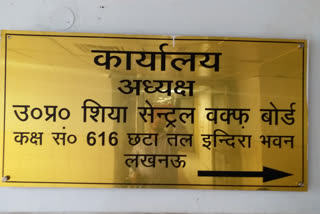 कार्यालय
अध्यक्ष
उ०प्र० शिया सेन्ट्रल वक्फ बोर्ड
कक्ष सं० 616 छटा तल इन्दिरा भवन
लखनऊ